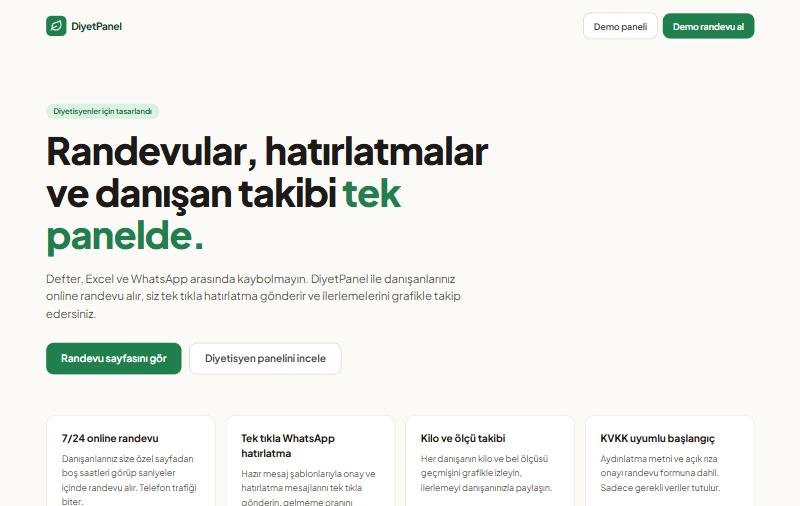 DiyetPanel
Demo paneli
Demo randevu al
Diyetisyenler için tasarlandı
Randevular, hatırlatmalar
ve danışan takibi tek
panelde.
Defter, Excel ve WhatsApp arasında kaybolmayın. DiyetPanel ile danışanlarınız
online randevu alır, siz tek tıkla hatırlatma gönderir ve ilerlemelerini grafikle takip
edersiniz.
Randevu sayfasını gör
Diyetisyen panelini incele
7/24 online randevu
Danışanlarınız size özel sayfadan
boş saatleri görüp saniyeler
içinde randevu alır. Telefon trafiği
biter.
Tek tıkla WhatsApp
hatırlatma
Hazır mesaj şablonlarıyla onay ve
hatırlatma mesajlarını tek tıkla
gönderin, gelmeme oranını
Kilo ve ölçü takibi
Her danışanın kilo ve bel ölçüsü
geçmişini grafikle izleyin,
ilerlemeyi danışanınızla paylaşın.
KVKK uyumlu başlangıç
Aydınlatma metni ve açık rıza
onayı randevu formuna dahil.
Sadece gerekli veriler tutulur.